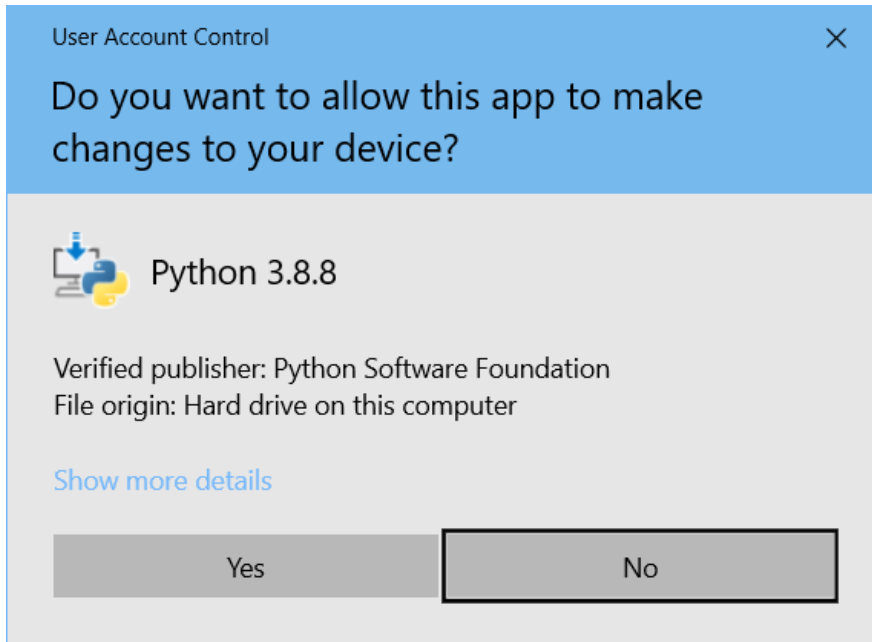 User Account Control
Do you want to allow this app to make
changes to your device?
Python 3.8.8
Verified publisher: Python Software Foundation
File origin: Hard drive on this computer
Show more details
Yes
No